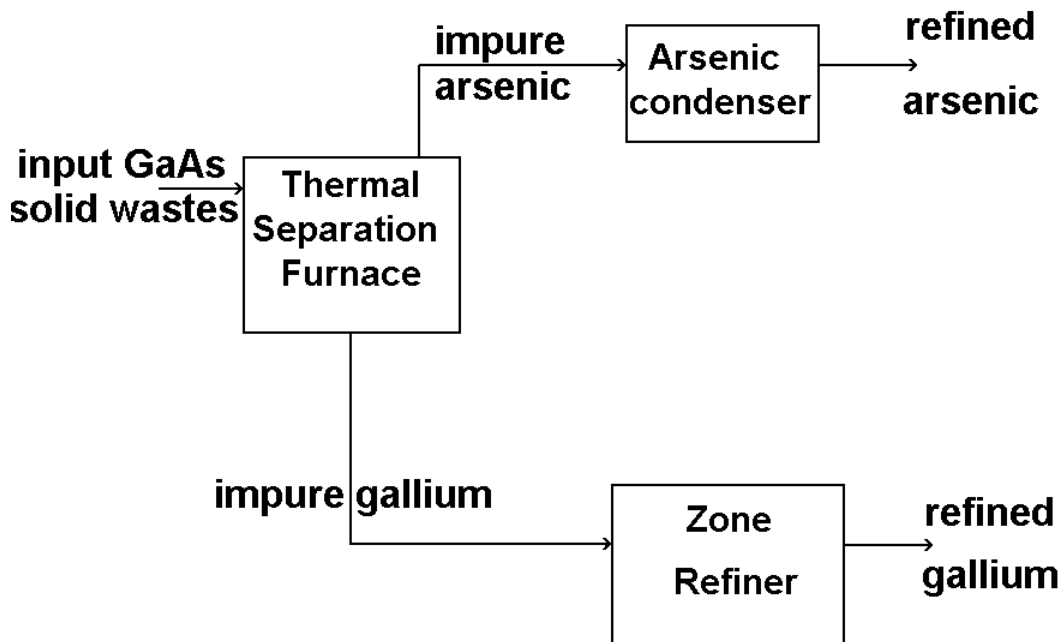 input GaAs
solid wastes
Thermal
Separation
Furnace
impure
arsenic
Arsenic
condenser
refined
arsenic
impure gallium
Zone
Refiner
refined
gallium